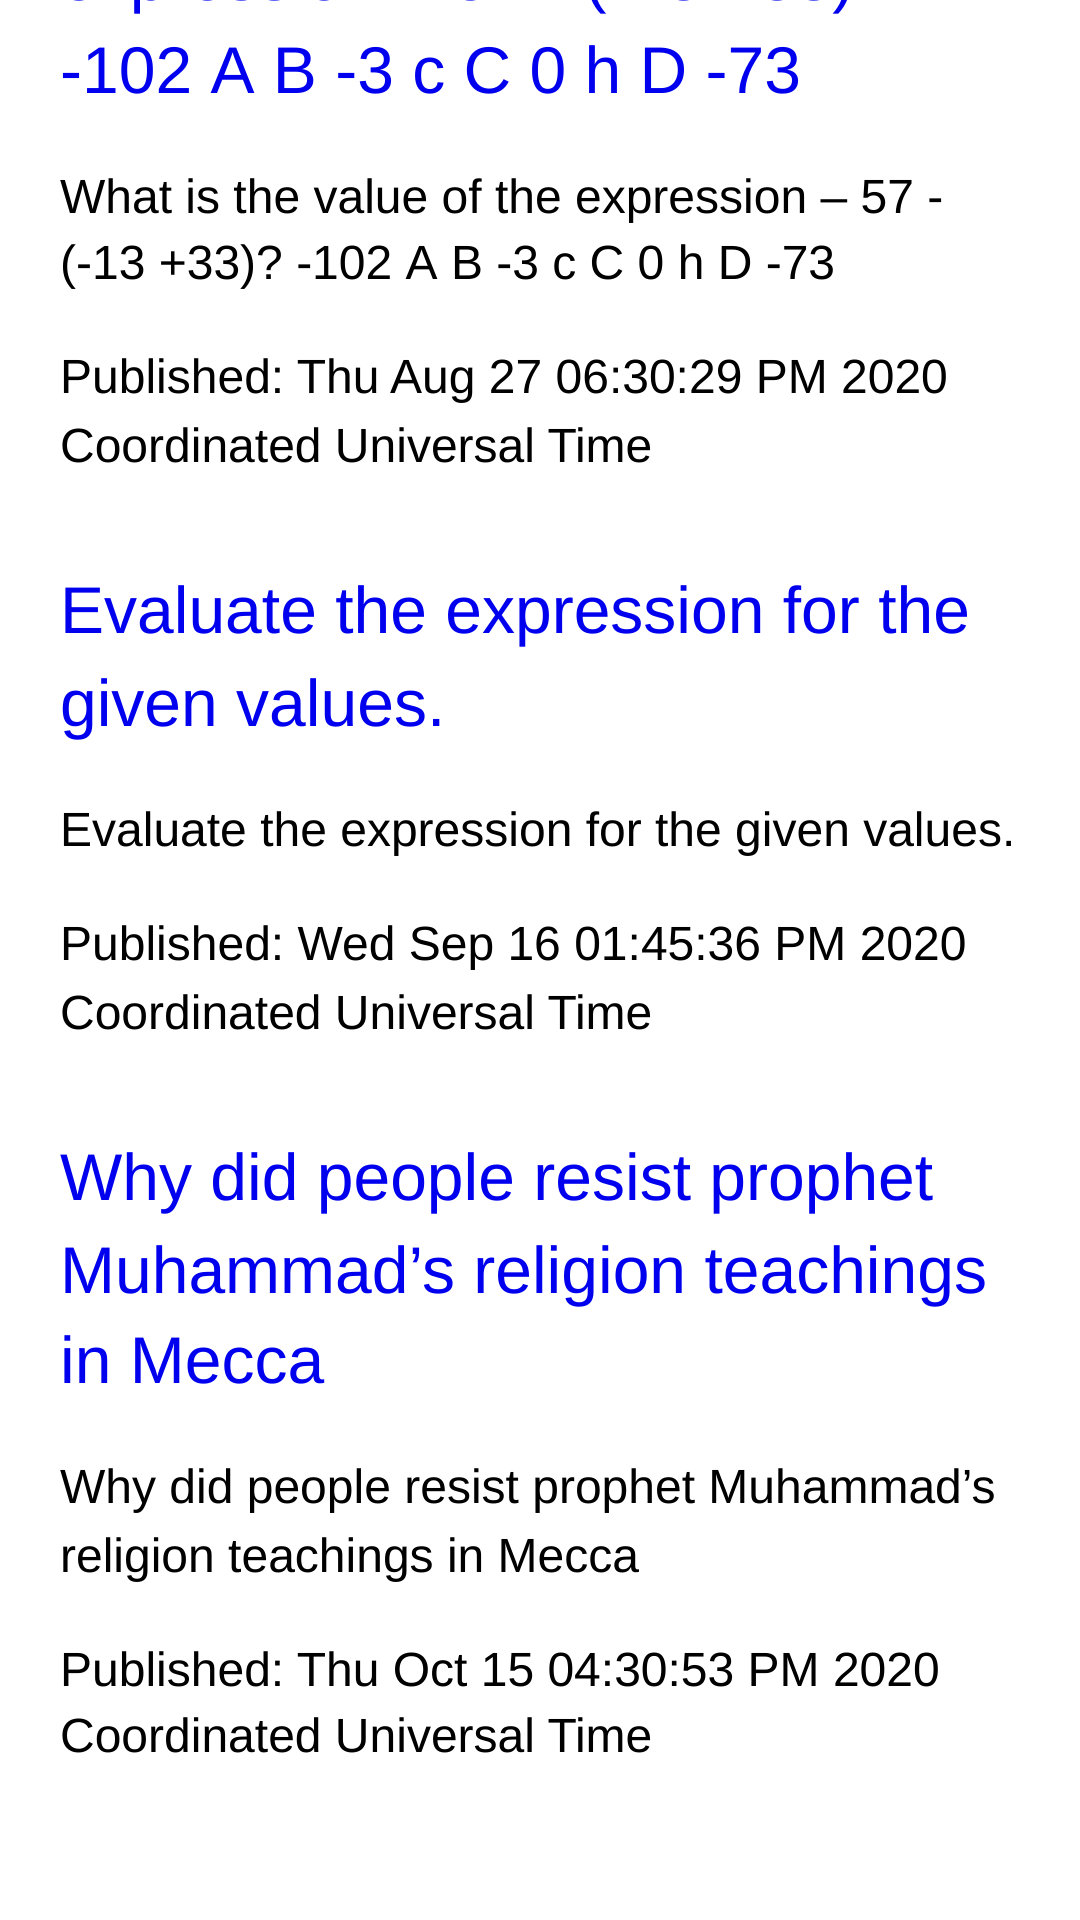 -102 A B -3 c C 0 h D -73
What is the value of the expression – 57 -
(-13 +33)? -102 A B -3 c C 0 h D -73
Published: Thu Aug 27 06:30:29 PM 2020
Coordinated Universal Time
Evaluate the expression for the
given values.
Evaluate the expression for the given values.
Published: Wed Sep 16 01:45:36 PM 2020
Coordinated Universal Time
Why did people resist prophet
Muhammad’s religion teachings
in Mecca
Why did people resist prophet Muhammad’s
religion teachings in Mecca
Published: Thu Oct 15 04:30:53 PM 2020
Coordinated Universal Time